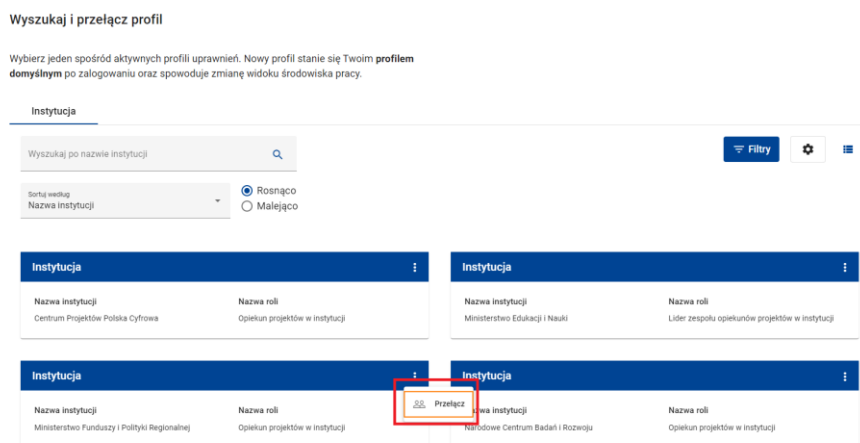 Wyszukaj i przełącz profil
Wybierz jeden spośród aktywnych profili uprawnień. Nowy profil stanie się Twoim profilem
domyślnym po zalogowaniu oraz spowoduje zmianę widoku środowiska pracy.
Instytucja
Wyszukaj po nazwie instytucji
Filtry
Sortuj według
Nazwa instytucji
Rosnąco
Malejąco
Instytucja
Nazwa instytucji Nazwa roli
Centrum Projektów Polska Cyfrowa Opiekun projektów w instytucji
Instytucja
Nazwa instytucji Nazwa roli
Ministerstwo Edukacji i Nauki Lider zespołu opiekunów projektów w instytucji
Instytucja
Nazwa instytucji Nazwa roli
Ministerstwo Funduszy i Polityki Regionalnej Opiekun projektów w instytucji
Przełącz
Instytucja
wa instytucji Nazwa roli
Narodowe Centrum Badań i Rozwoju Opiekun projektów w instytucji